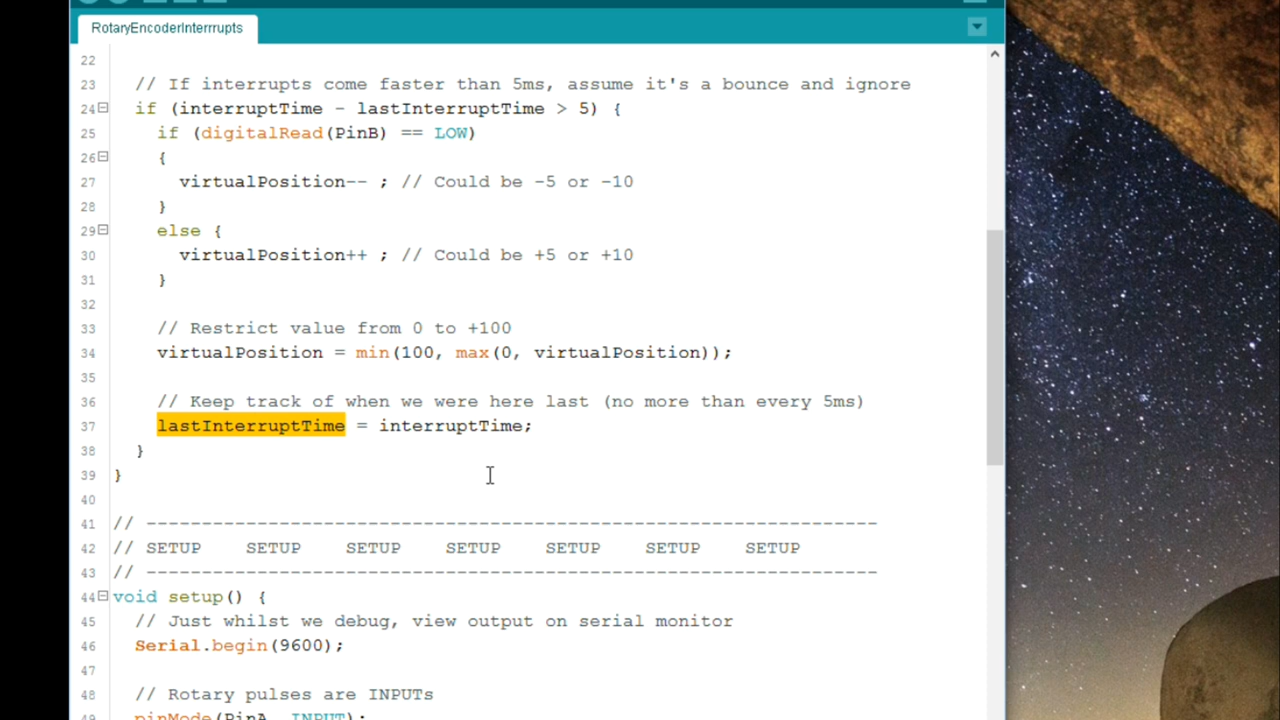 RotaryEncoderInterrrupts
22
23 // If interrupts come faster than 5ms, assume it's a bounce and ignore
24 if (interruptTime - lastInterruptTime > 5) {
25 if (digitalRead(PinB) == LOW)
26 {
27 virtualPosition-- ; // Could be -5 or -10
28 }
29 else {
30 virtualPosition++ ; // Could be +5 or +10
31 }
32
33 // Restrict value from 0 to +100
34 virtualPosition = min(100, max(0, virtualPosition));
35
36 // Keep track of when we were here last (no more than every 5ms)
37 lastInterruptTime = interruptTime;
38 }
39 }
40
41 // ------------------------------------------------------------------
42 // SETUP SETUP SETUP SETUP SETUP SETUP SETUP
43 // ------------------------------------------------------------------
44 void setup() {
45 // Just whilst we debug, view output on serial monitor
46 Serial.begin(9600);
47
48 // Rotary pulses are INPUTs
49 pinMode(PinA, INPUT);